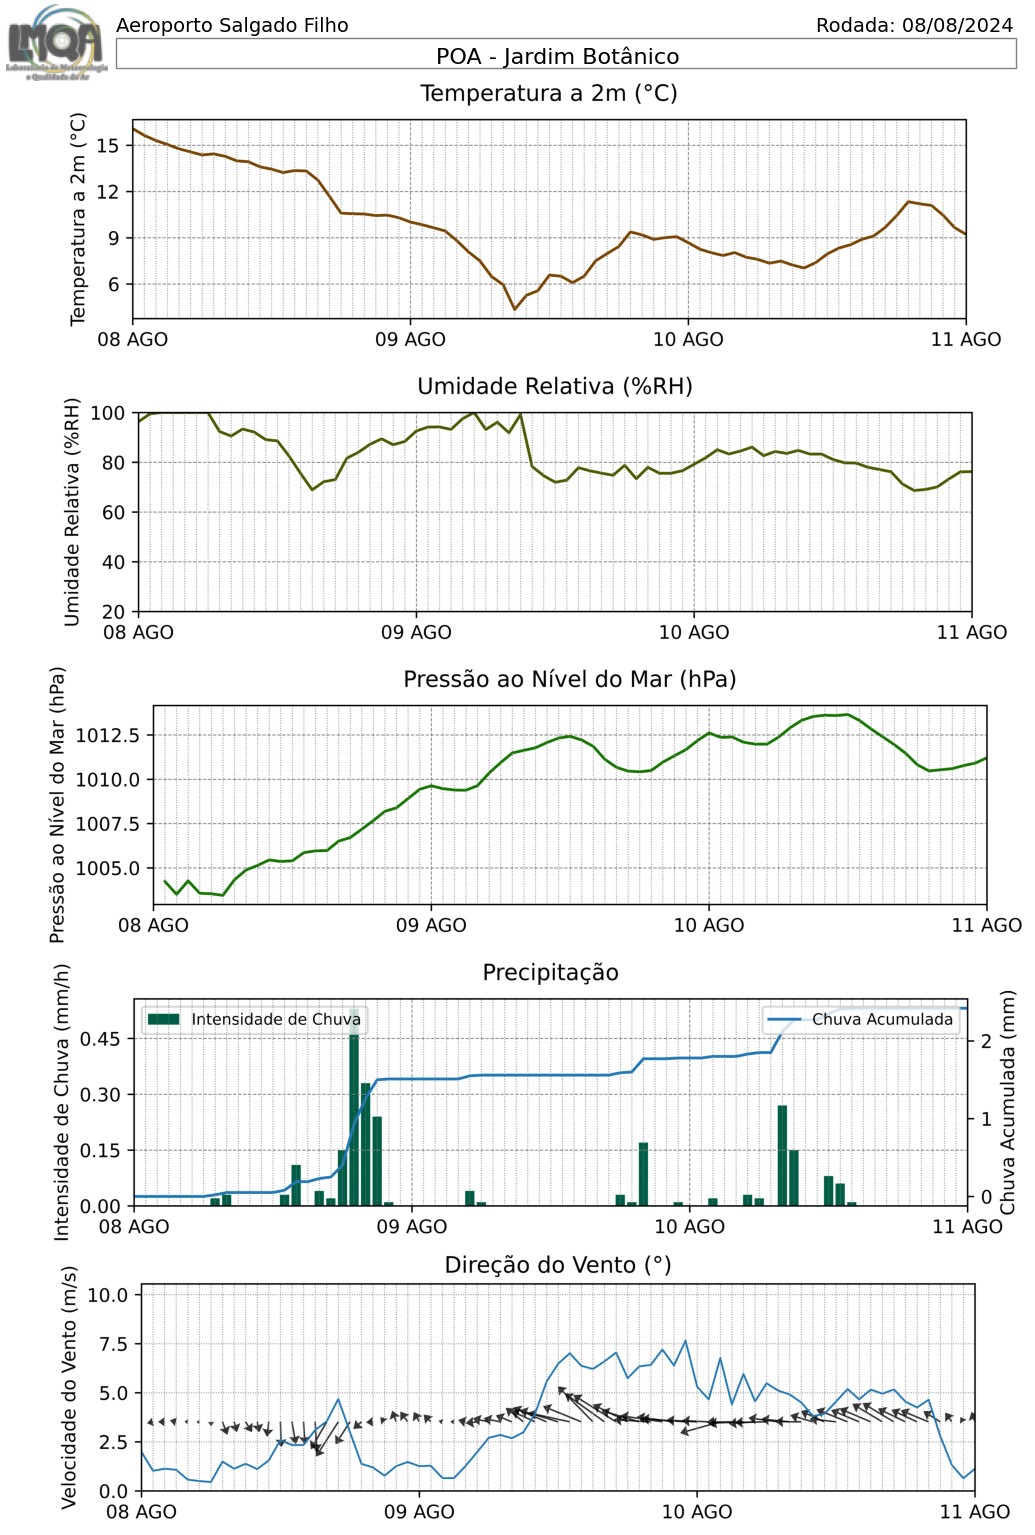 LMQA
Laboratório de Meteorologia
e Qualidade do Ar
Aeroporto Salgado Filho
Rodada: 08/08/2024
POA - Jardim Botânico
Temperatura a 2m (°C)
Temperatura a 2m (°C)
15
12
9
6
08 AGO 09 AGO 10 AGO 11 AGO
Umidade Relativa (%RH)
Umidade Relativa (%RH)
100
80
60
40
20
08 AGO 09 AGO 10 AGO 11 AGO
Pressão ao Nível do Mar (hPa)
Pressão ao Nível do Mar (hPa)
1012.5
1010.0
1007.5
1005.0
08 AGO 09 AGO 10 AGO 11 AGO
Precipitação
Intensidade de Chuva (mm/h)
Intensidade de Chuva
Chuva Acumulada
0.45
0.30
0.15
0.00
2
1
0
Chuva Acumulada (mm)
08 AGO 09 AGO 10 AGO 11 AGO
Direção do Vento (°)
Velocidade do Vento (m/s)
10.0
7.5
5.0
2.5
0.0
08 AGO 09 AGO 10 AGO 11 AGO